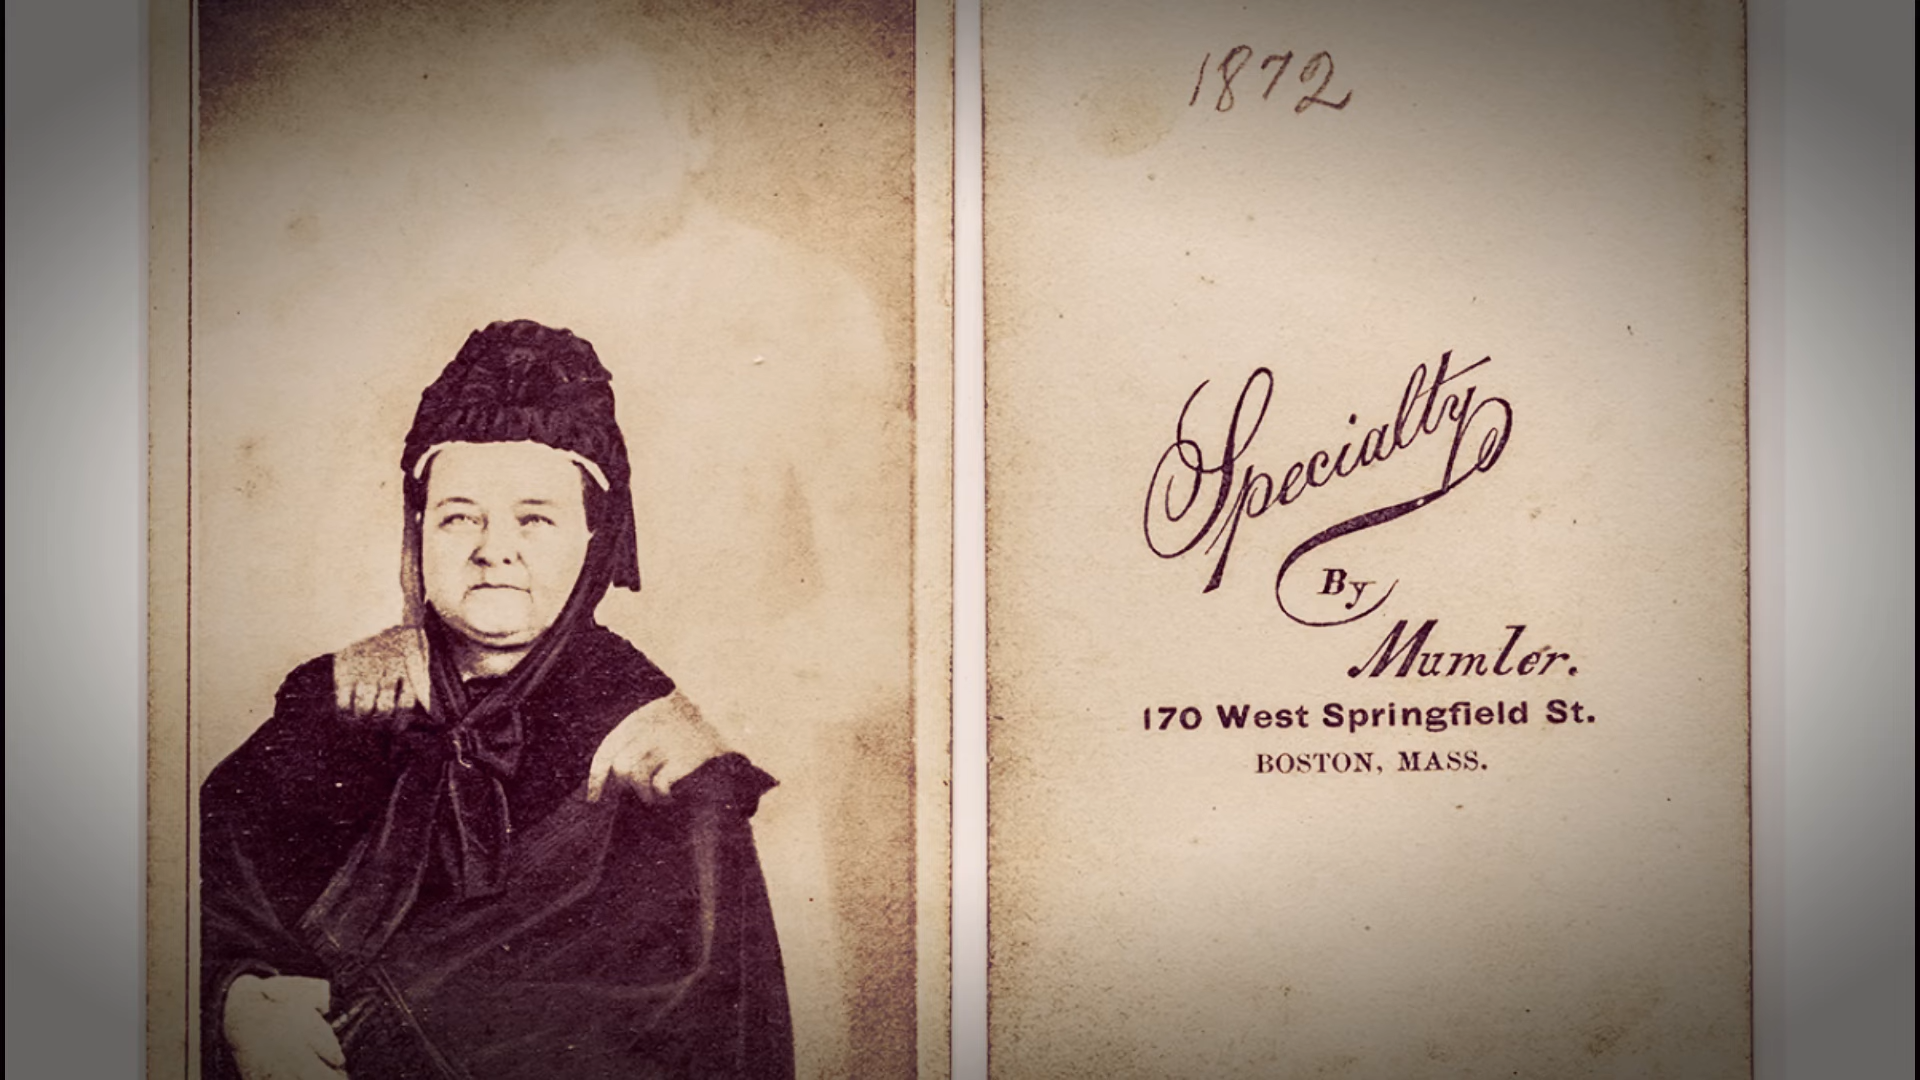 1872
Specialty
By
Mumler.
170 West Springfield St.
BOSTON, MASS.